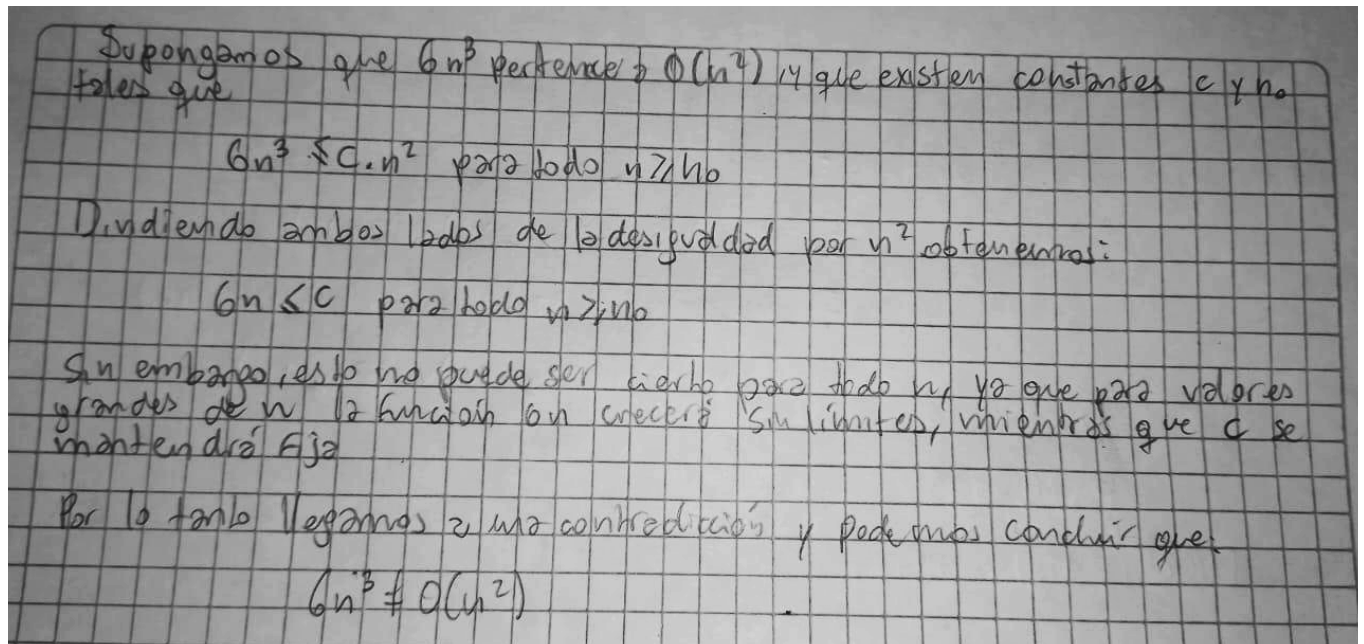 Supongamos que 6n³ pertenece a O(n²) y que existen constantes c y n₀
tales que
6n³ ≤ c.n² para todo n ≥ n₀
Dividiendo ambos lados de la desigualdad por n² obtenemos:
6n ≤ C para todo n ≥ n₀
Sin embargo, esto no puede ser cierto para todo n, ya que para valores
grandes de n la función 6n crecerá sin límites, mientras que c se
mantendrá fija
Por lo tanto llegamos a una contradicción y podemos concluir que
6n³ ≠ O(n²)